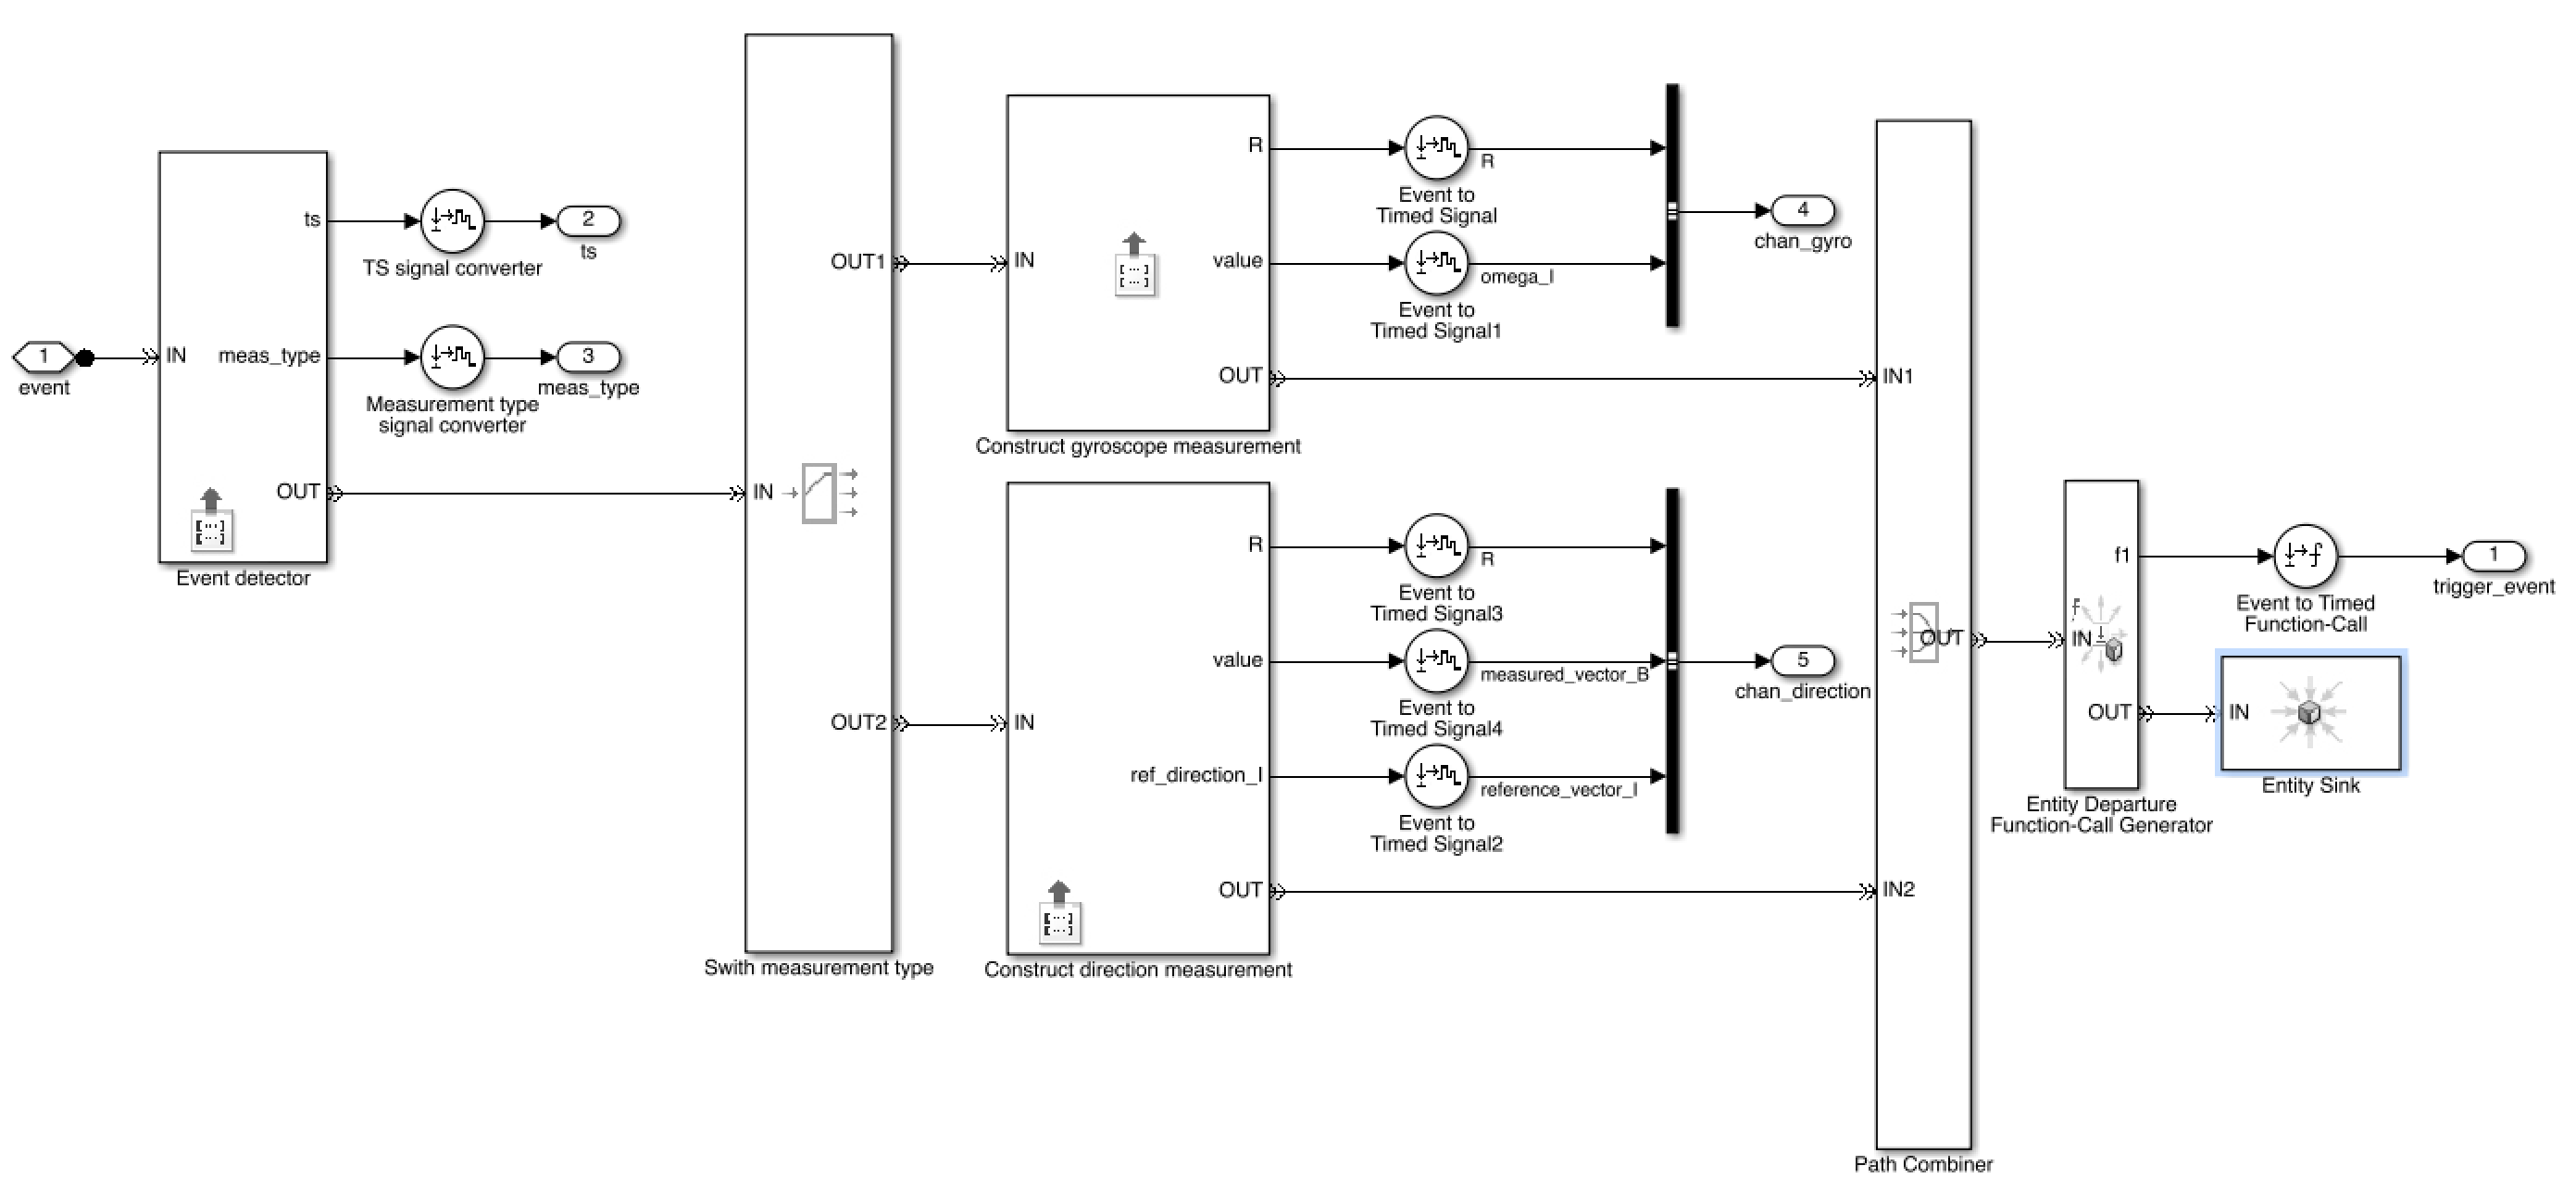 1
event
IN
ts
meas_type
OUT
Event detector
TS signal converter
2
ts
Measurement type
signal converter
3
meas_type
IN
OUT1
OUT2
Swith measurement type
IN
R
value
OUT
Construct gyroscope measurement
Event to
Timed Signal
R
Event to
Timed Signal1
omega_I
4
chan_gyro
IN
R
value
ref_direction_I
OUT
Construct direction measurement
Event to
Timed Signal3
R
Event to
Timed Signal4
measured_vector_B
Event to
Timed Signal2
reference_vector_I
5
chan_direction
IN1
OUT
IN2
Path Combiner
f1
f
IN
OUT
Entity Departure
Function-Call Generator
f
Event to Timed
Function-Call
1
trigger_event
IN
Entity Sink